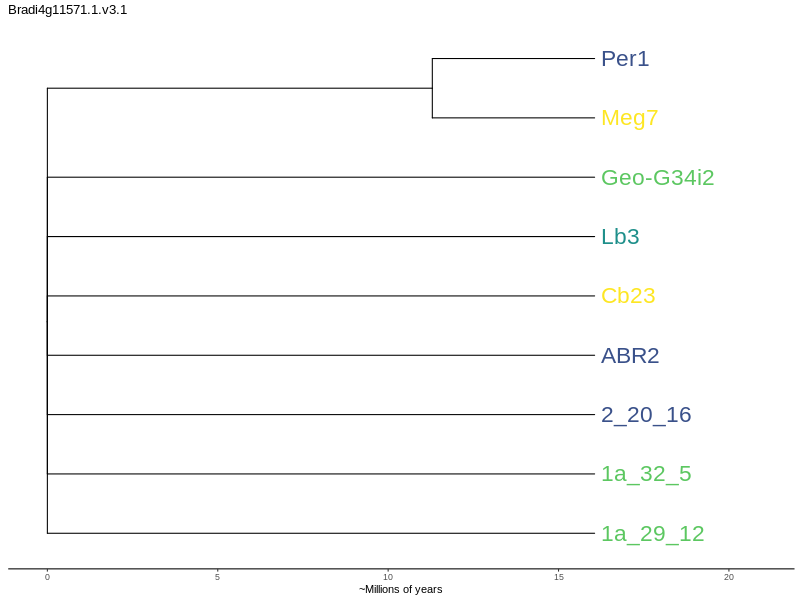 Bradi4g11571.1.v3.1
Per1
Meg7
Geo-G34i2
Lb3
Cb23
ABR2
2_20_16
1a_32_5
1a_29_12
0 5 10 15 20
~Millions of years